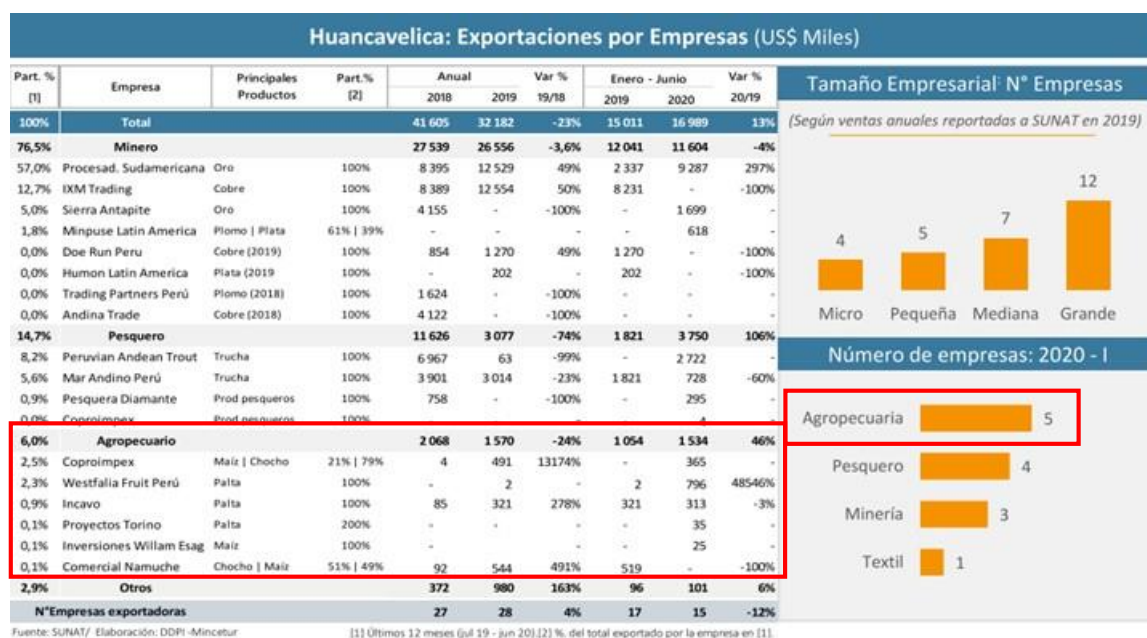 Huancavelica: Exportaciones por Empresas (US$ Miles)
Part. % [1] Empresa Principales Productos Part.% [2] Anual 2018 2019 Var % 19/18 Enero - Junio 2019 2020 Var % 20/19
100% Total 41 605 32 182 -23% 15 011 16 989 13%
76,5% Minero 27 539 26 556 -3,6% 12 041 11 604 -4%
57,0% Procesad. Sudamericana Oro 100% 8 395 12 529 49% 2 337 9 287 297%
12,7% IXM Trading Cobre 100% 8 389 12 554 50% 8 231 - -100%
5,0% Sierra Antapite Oro 100% 4 155 - -100% - 1 699 -
1,8% Minpuse Latin America Plomo | Plata 61% | 39% - - - - 618 -
0,0% Doe Run Peru Cobre (2019) 100% 854 1 270 49% 1 270 - -100%
0,0% Humon Latin America Plata (2019 100% - 202 - 202 - -100%
0,0% Trading Partners Perú Plomo (2018) 100% 1 624 - -100% - - -
0,0% Andina Trade Cobre (2018) 100% 4 122 - -100% - - -
14,7% Pesquero 11 626 3 077 -74% 1 821 3 750 106%
8,2% Peruvian Andean Trout Trucha 100% 6 967 63 -99% - 2 722 -
5,6% Mar Andino Perú Trucha 100% 3 901 3 014 -23% 1 821 728 -60%
0,9% Pesquera Diamante Prod pesqueros 100% 758 - -100% - 295 -
0,0% Coproimpex Prod pesqueros 100% - - - - 4 -
6,0% Agropecuario 2 068 1 570 -24% 1 054 1 534 46%
2,5% Coproimpex Maíz | Chocho 21% | 79% 4 491 13174% - 365 -
2,3% Westfalia Fruit Perú Palta 100% - 2 - 2 796 48546%
0,9% Incavo Palta 100% 85 321 278% 321 313 -3%
0,1% Proyectos Torino Palta 200% - - - - 35 -
0,1% Inversiones Willam Esag Maíz 100% - - - 25 -
0,1% Comercial Namuche Chocho | Maíz 51% | 49% 92 544 491% 519 - -100%
2,9% Otros 372 980 163% 96 101 6%
N°Empresas exportadoras 27 28 4% 17 15 -12%
Fuente: SUNAT/ Elaboración: DDPI -Mincetur
[1] Últimos 12 meses (jul 19 - jun 20).[2] %. del total exportado por la empresa en [1].
Tamaño Empresarial: N° Empresas
(Según ventas anuales reportadas a SUNAT en 2019)
4 5 7 12
Micro Pequeña Mediana Grande
Número de empresas: 2020 - I
Agropecuaria 5
Pesquero 4
Minería 3
Textil 1